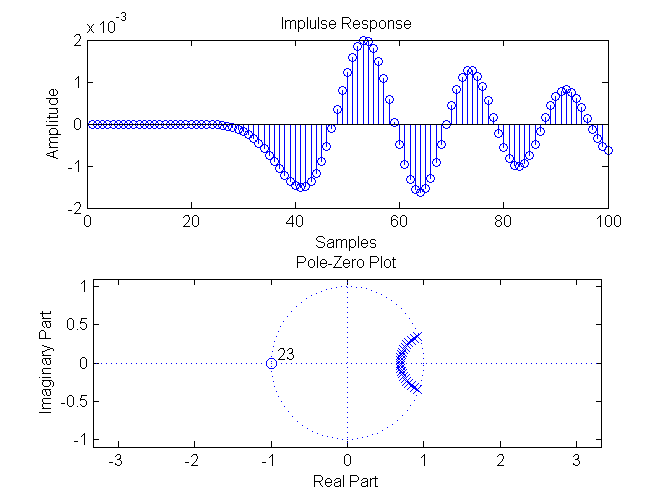 x 10-3
Implulse Response
2
1
0
-1
-2
Amplitude
0 20 40 60 80 100
Samples
Pole-Zero Plot
1
0.5
0
-0.5
-1
Imaginary Part
23
-3 -2 -1 0 1 2 3
Real Part